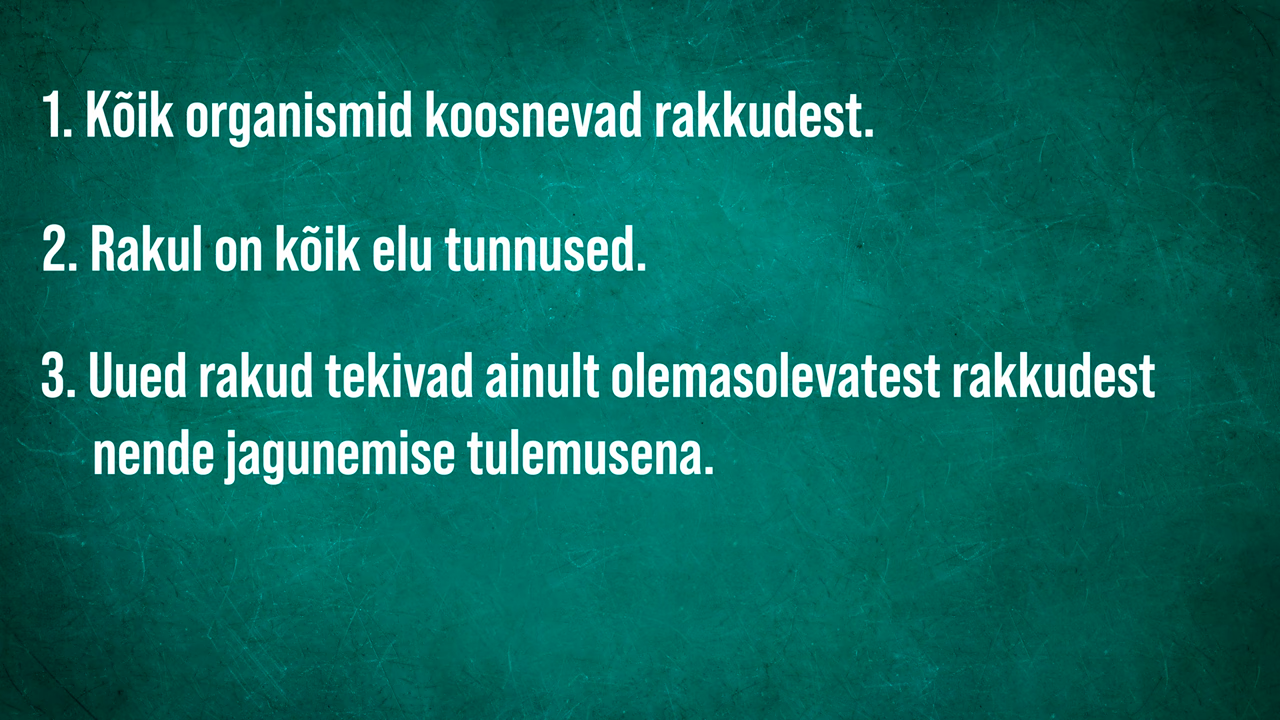 1. Kõik organismid koosnevad rakkudest.
2. Rakul on kõik elu tunnused.
3. Uued rakud tekivad ainult olemasolevatest rakkudest
nende jagunemise tulemusena.